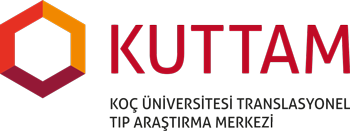 KUTTAM
KOÇ ÜNİVERSİTESİ TRANSLASYONEL
TIP ARAŞTIRMA MERKEZİ